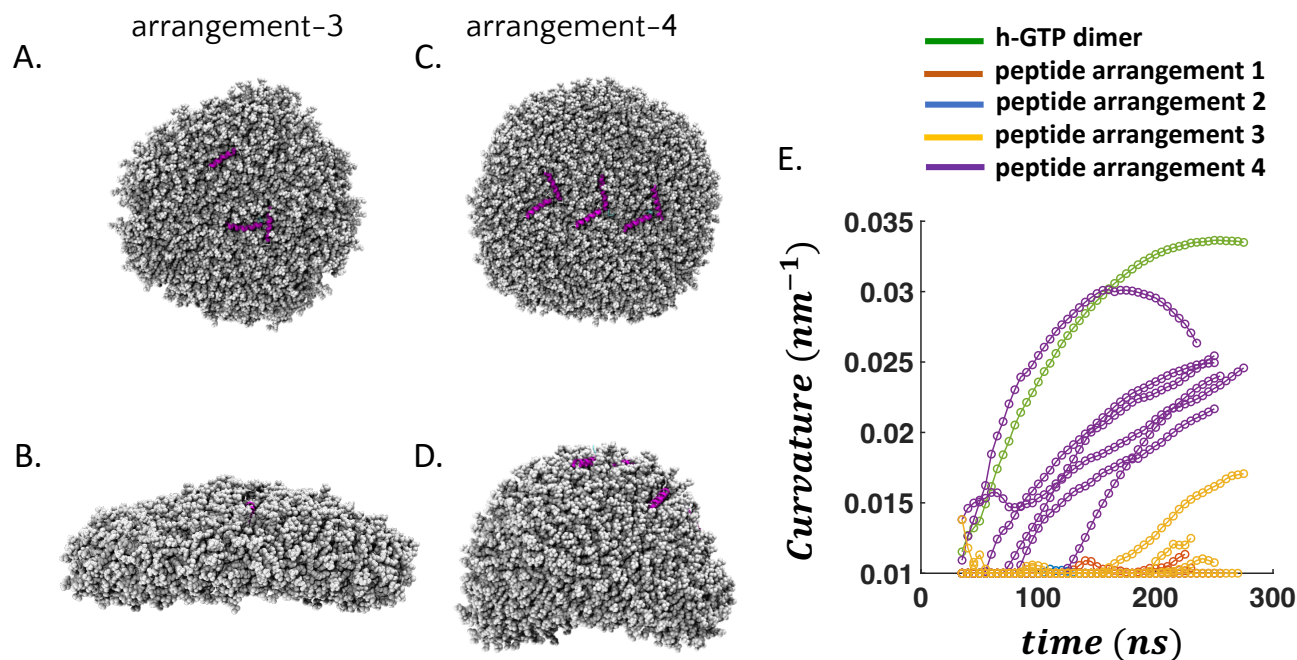 arrangement-3
arrangement-4
A.
C.
B.
D.
h-GTP dimer
peptide arrangement 1
peptide arrangement 2
peptide arrangement 3
peptide arrangement 4
E.
Curvature (nm⁻¹)
0.035
0.03
0.025
0.02
0.015
0.01
0
100
200
300
time (ns)